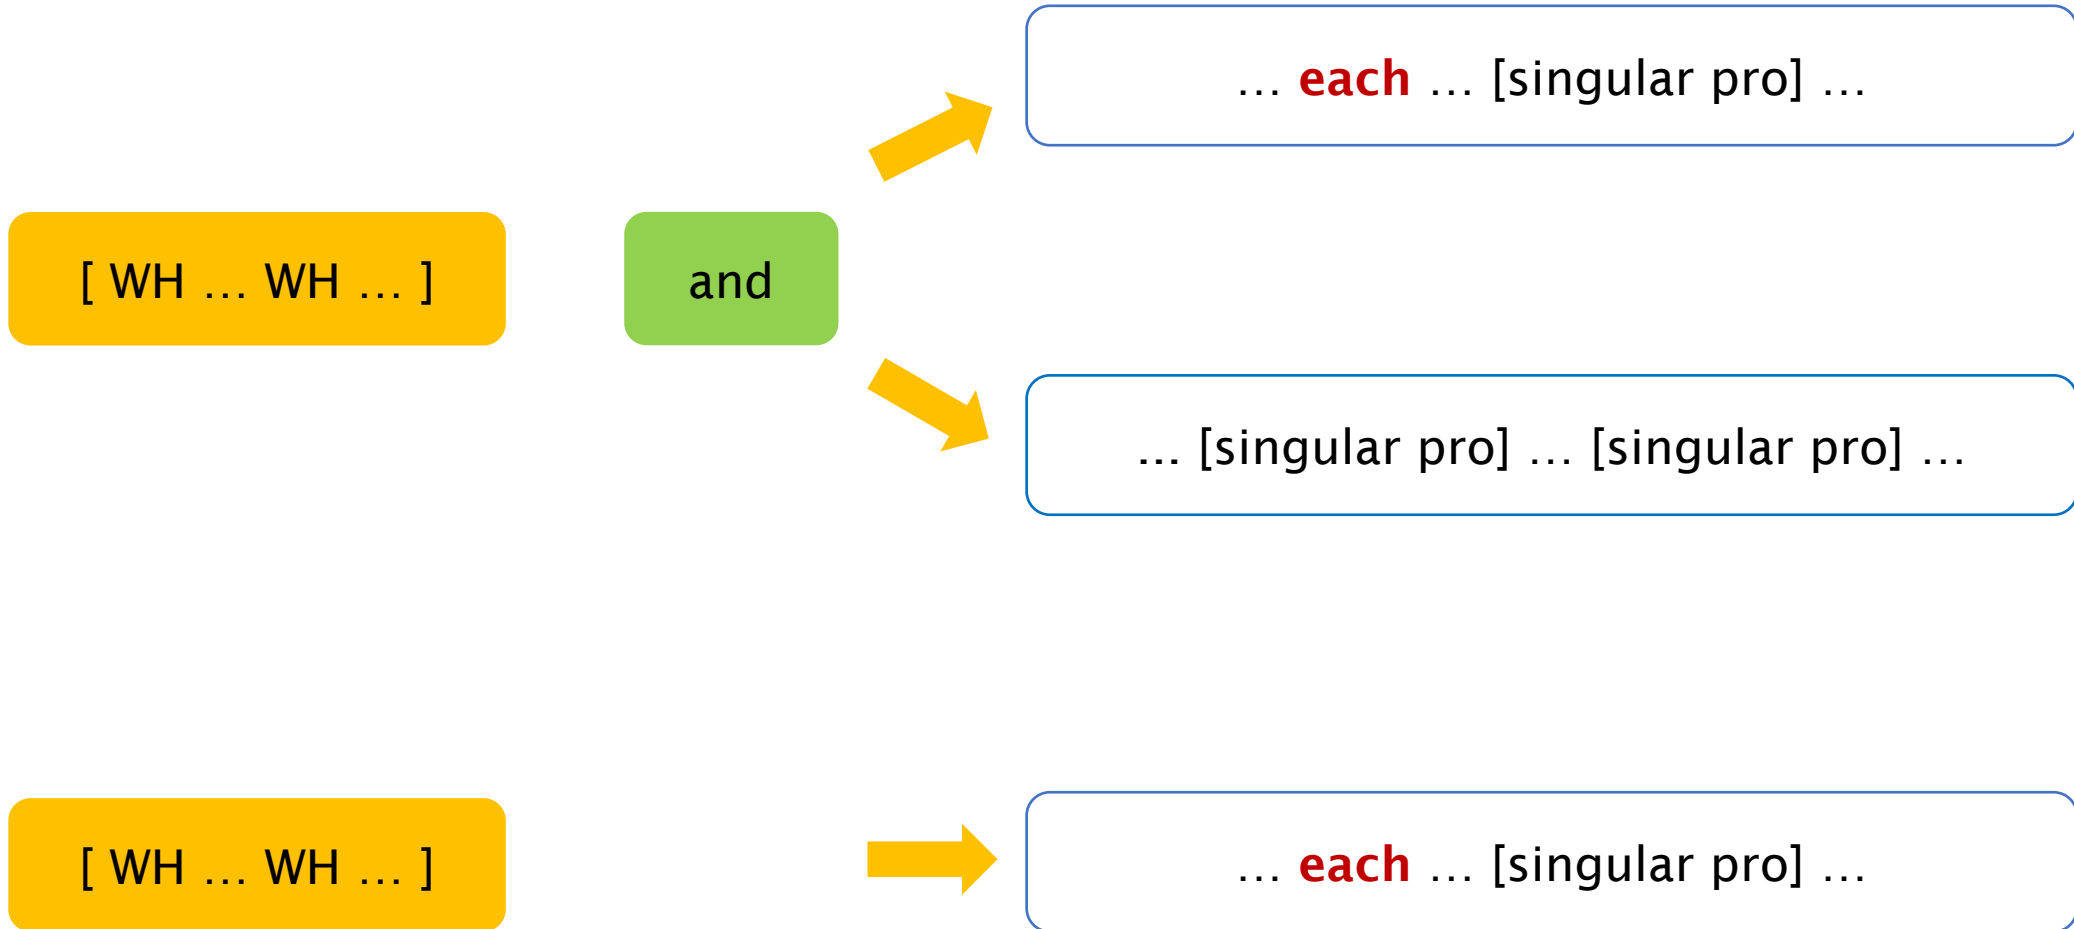 … each … [singular pro] …
[ WH … WH … ]
and
... [singular pro] … [singular pro] …
[ WH … WH … ]
… each … [singular pro] …